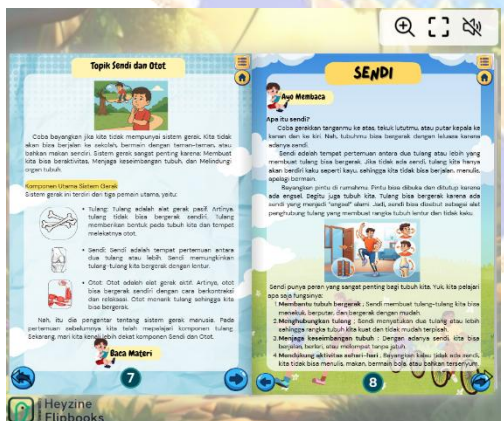 Topik Sendi dan Otot
Coba bayangkan jika kita tidak mempunyai sistem gerak. Kita tidak
akan bisa berjalan ke sekolah, bermain dengan teman-teman, atau
bahkan makan sendiri. Sistem gerak sangat penting karena: Membuat
kita bisa beraktivitas, Menjaga keseimbangan tubuh, dan Melindungi
organ tubuh.
Komponen Utama Sistem Gerak
Sistem gerak ini terdiri dari tiga pemain utama, yaitu:
• Tulang: Tulang adalah alat gerak pasif. Artinya,
tulang tidak bisa bergerak sendiri. Tulang
memberikan bentuk pada tubuh kita dan tempat
melekatnya otot.
• Sendi: Sendi adalah tempat pertemuan antara
dua tulang atau lebih. Sendi memungkinkan
tulang-tulang kita bergerak dengan lentur.
• Otot: Otot adalah alat gerak aktif. Artinya, otot
bisa bergerak sendiri dengan cara berkontraksi
dan relaksasi. Otot menarik tulang sehingga kita
bisa bergerak.
Nah, itu dia pengantar tentang sistem gerak manusia. Pada
pertemuan sebelumnya kita telah mepelajari komponen tulang.
Sekarang, mari kita kenali lebih dekat komponen Sendi dan Otot.
Baca Materi
7
SENDI
Ayo Membaca
Apa itu sendi?
Coba gerakkan tanganmu ke atas, tekuk lututmu, atau putar kepala ke
kanan dan ke kiri. Nah, tubuhmu bisa bergerak dengan leluasa karena
adanya sendi.
Sendi adalah tempat pertemuan antara dua tulang atau lebih yang
membuat tulang bisa bergerak. Jika tidak ada sendi, tulang kita hanya
akan berdiri kaku seperti kayu, sehingga kita tidak bisa berjalan, menulis,
apalagi bermain.
Bayangkan pintu di rumahmu. Pintu bisa dibuka dan ditutup karena
ada engsel. Begitu juga tubuh kita. Tulang bisa bergerak karena ada
sendi yang menjadi "engsel" alami. Jadi, sendi bisa disebut sebagai alat
penghubung tulang yang membuat rangka tubuh lentur dan tidak kaku.
Sendi punya peran yang sangat penting bagi tubuh kita. Yuk, kita pelajari
apa saja fungsinya:
1. Membantu tubuh bergerak : Sendi membuat tulang-tulang kita bisa
menekuk, berputar, dan bergerak dengan mudah.
2. Menghubungkan tulang : Sendi menyatukan dua tulang atau lebih
sehingga rangka tubuh kita kuat dan tidak mudah terpisah.
3. Menjaga keseimbangan tubuh : Dengan adanya sendi, kita bisa
berjalan, berlari, atau melompat tanpa jatuh.
4. Mendukung aktivitas sehari-hari : Bayangkan kalau tidak ada sendi,
kita tidak bisa menulis, makan, bermain bola, atau bahkan tersenyum.
8
Heyzine
Flipbooks